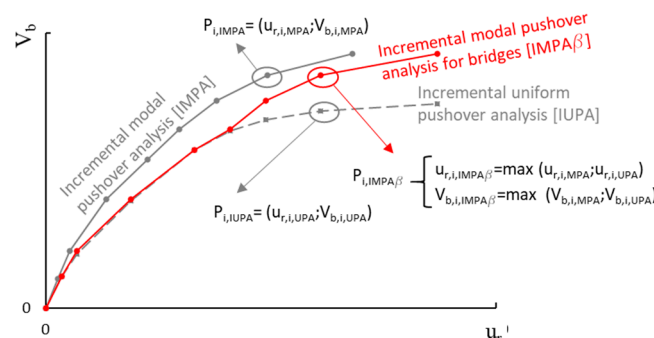 V_b
P_i,IMPA=(u_r,i,MPA;V_b,i,MPA)
Incremental modal pushover
analysis for bridges [IMPAβ]
Incremental modal
pushover analysis [IMPA]
Incremental uniform
pushover analysis [IUPA]
P_i,IMPAβ
u_r,i,IMPAβ=max (u_r,i,MPA;u_r,i,UPA)
V_b,i,IMPAβ=max (V_b,i,MPA;V_b,i,UPA)
P_i,IUPA=(u_r,i,UPA;V_b,i,UPA)
0
0
u_r